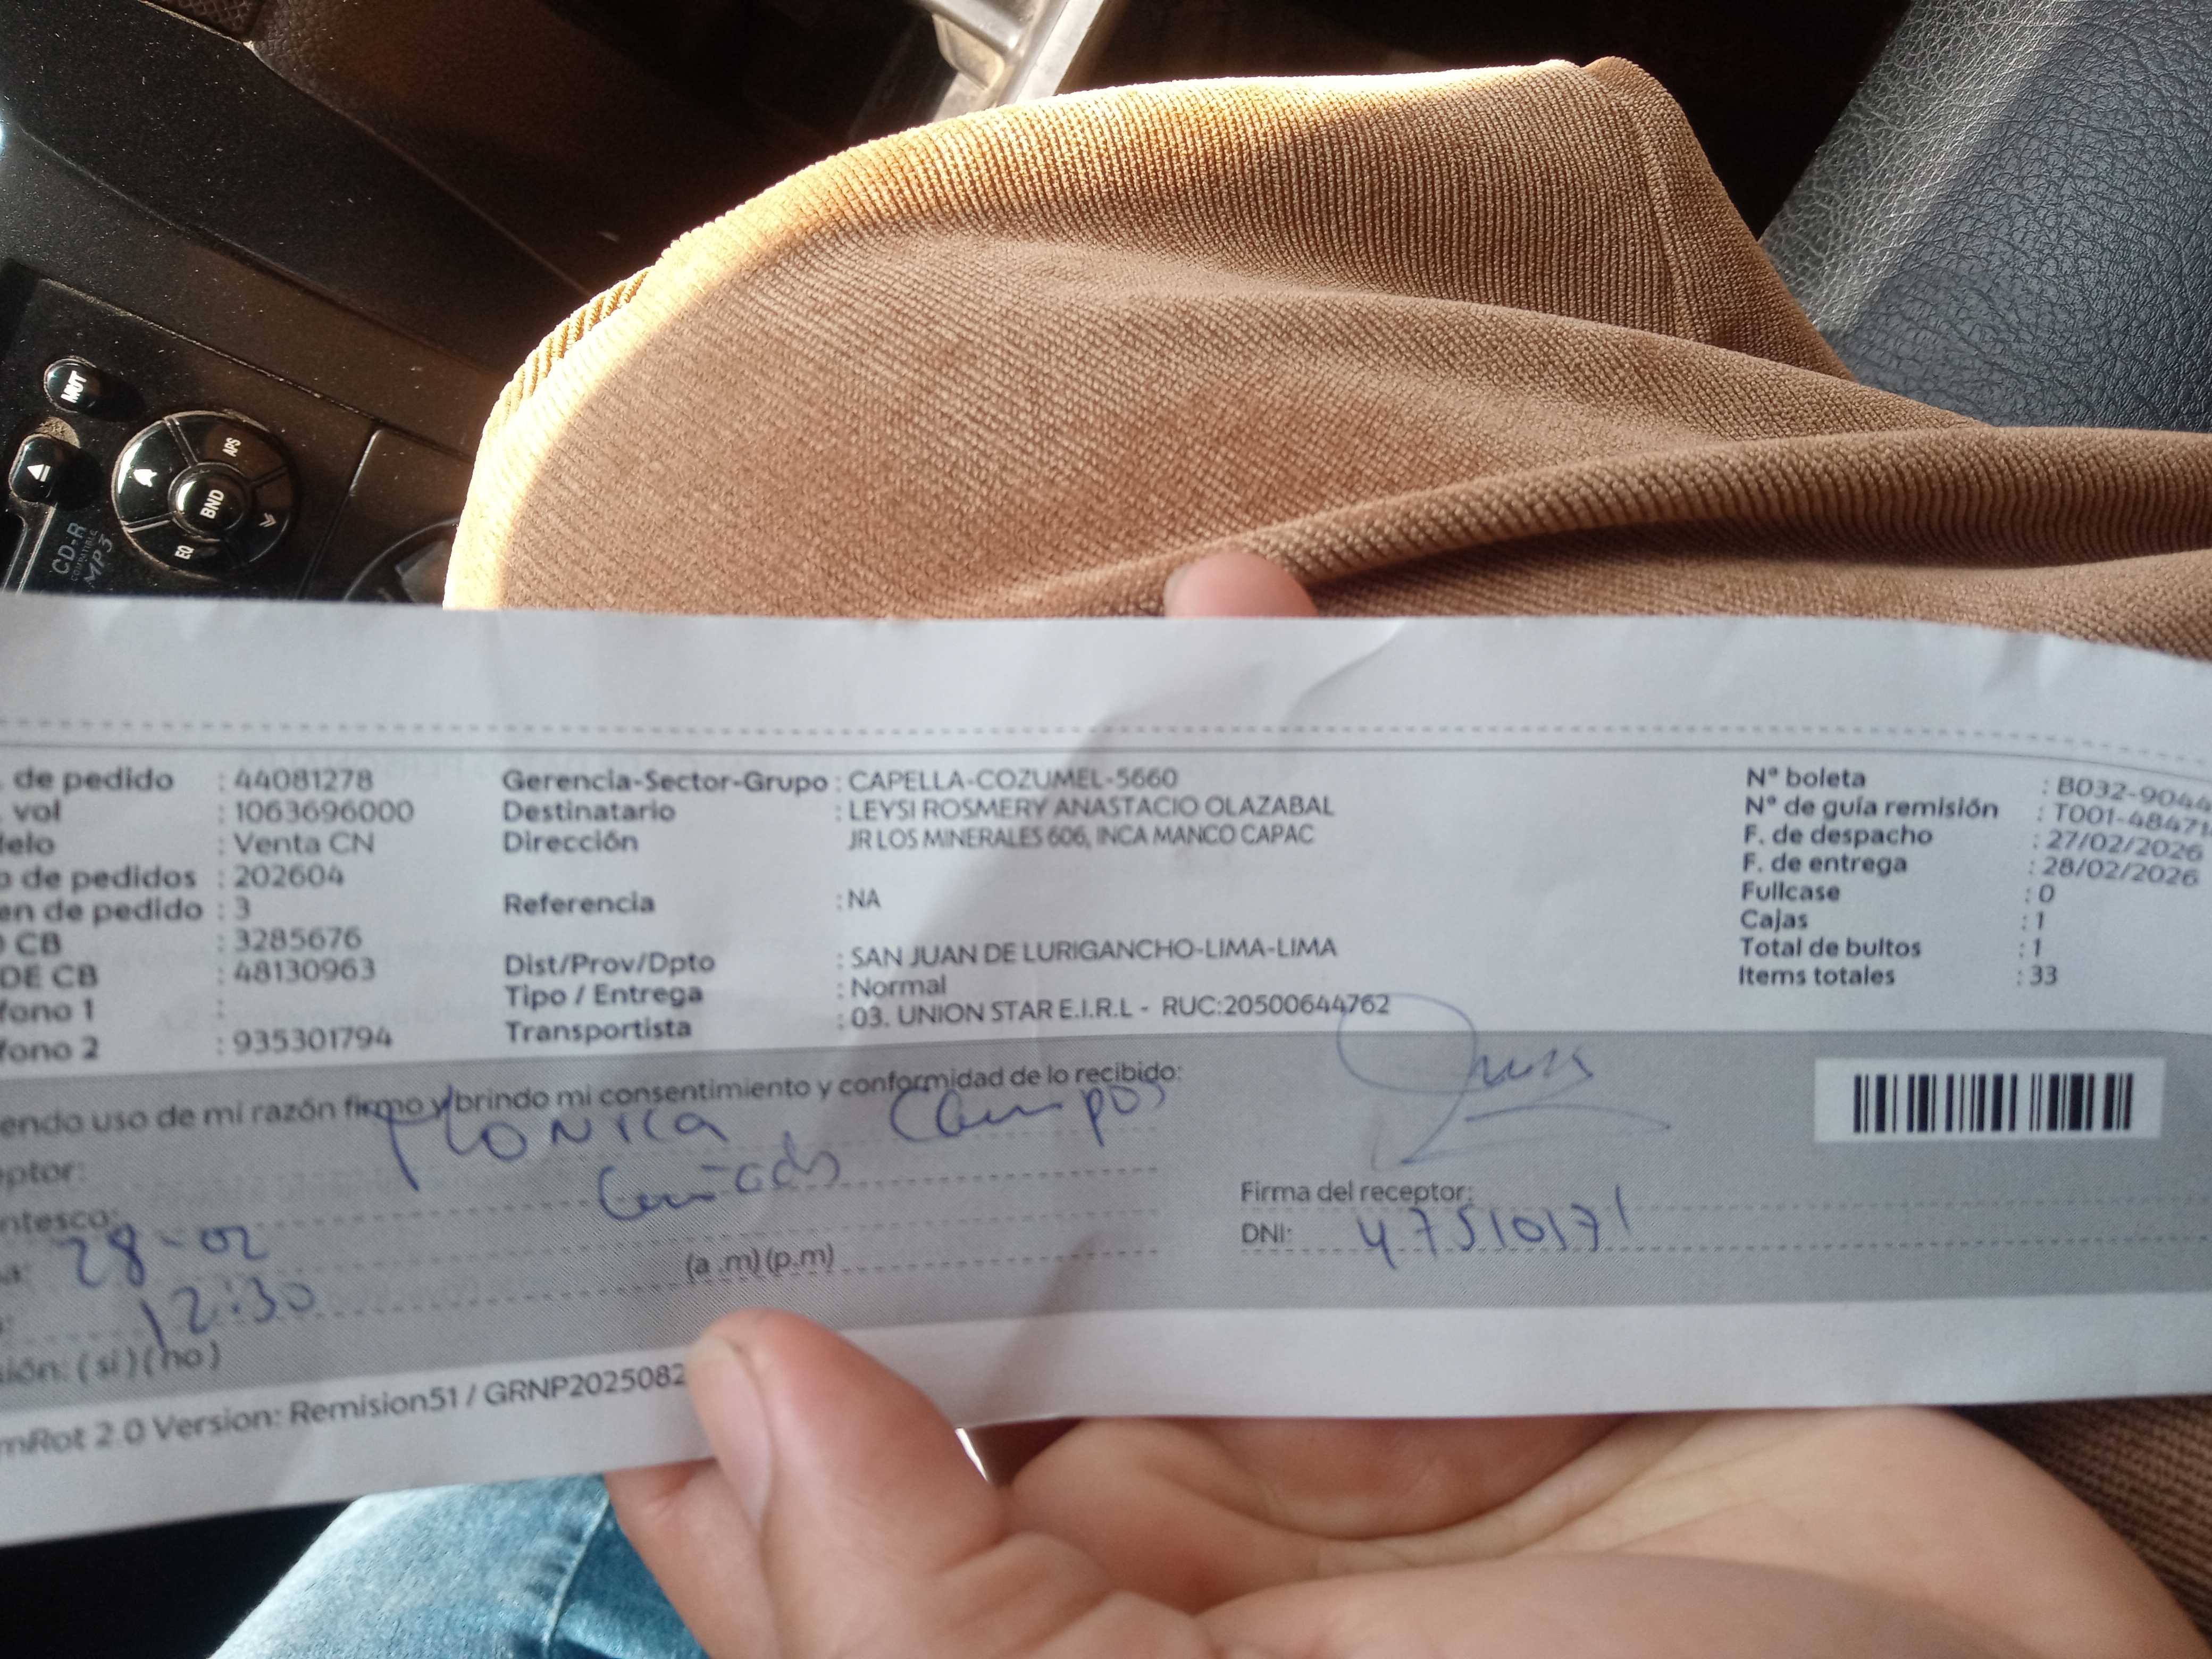 MUT
APS
BND
EQ
CD-R
COMPATIBLE
MP3
. de pedido : 44081278
. vol : 1063696000
delo : Venta CN
o de pedidos : 202604
en de pedido : 3
O CB : 3285676
DE CB : 48130963
fono 1 :
fono 2 : 935301794
Gerencia-Sector-Grupo : CAPELLA-COZUMEL-5660
Destinatario : LEYSI ROSMERY ANASTACIO OLAZABAL
Dirección JR LOS MINERALES 606, INCA MANCO CAPAC
Referencia : NA
Dist/Prov/Dpto : SAN JUAN DE LURIGANCHO-LIMA-LIMA
Tipo / Entrega : Normal
Transportista : 03. UNION STAR E.I.R.L - RUC:20500644762
Nº boleta : B032-9044
Nº de guía remisión : T001-48471
F. de despacho : 27/02/2026
F. de entrega : 28/02/2026
Fullcase : 0
Cajas : 1
Total de bultos : 1
Items totales : 33
endo uso de mi razón firmo y brindo mi consentimiento y conformidad de lo recibido:
eptor: Monica Campos
ntesco:
a: 28-02
: 12:30 (a .m) (p.m)
sión: ( si ) ( no )
Firma del receptor:
DNI: 47510171
mRot 2.0 Version: Remision51 / GRNP2025082